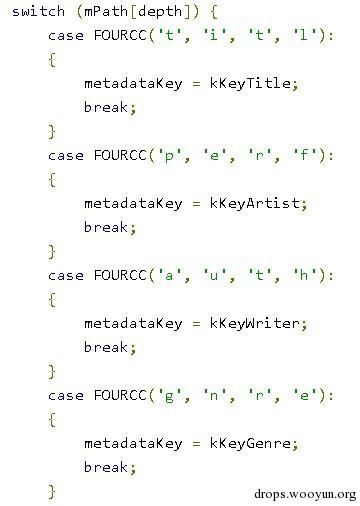 switch (mPath[depth]) {
    case FOURCC('t', 'i', 't', 'l'):
    {
        metadataKey = kKeyTitle;
        break;
    }
    case FOURCC('p', 'e', 'r', 'f'):
    {
        metadataKey = kKeyArtist;
        break;
    }
    case FOURCC('a', 'u', 't', 'h'):
    {
        metadataKey = kKeyWriter;
        break;
    }
    case FOURCC('g', 'n', 'r', 'e'):
    {
        metadataKey = kKeyGenre;
        break;
    }
drops.wooyun.org